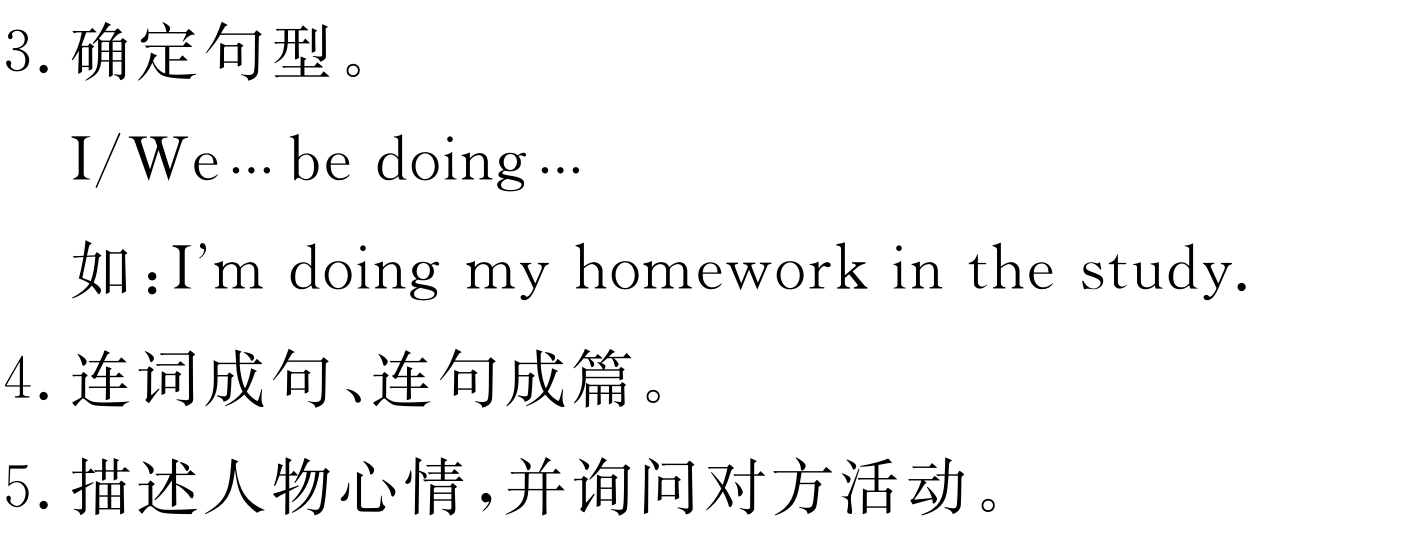 3. 确定句型。
I/We… be doing…
如:I’m doing my homework in the study.
4. 连词成句、连句成篇。
5. 描述人物心情,并询问对方活动。